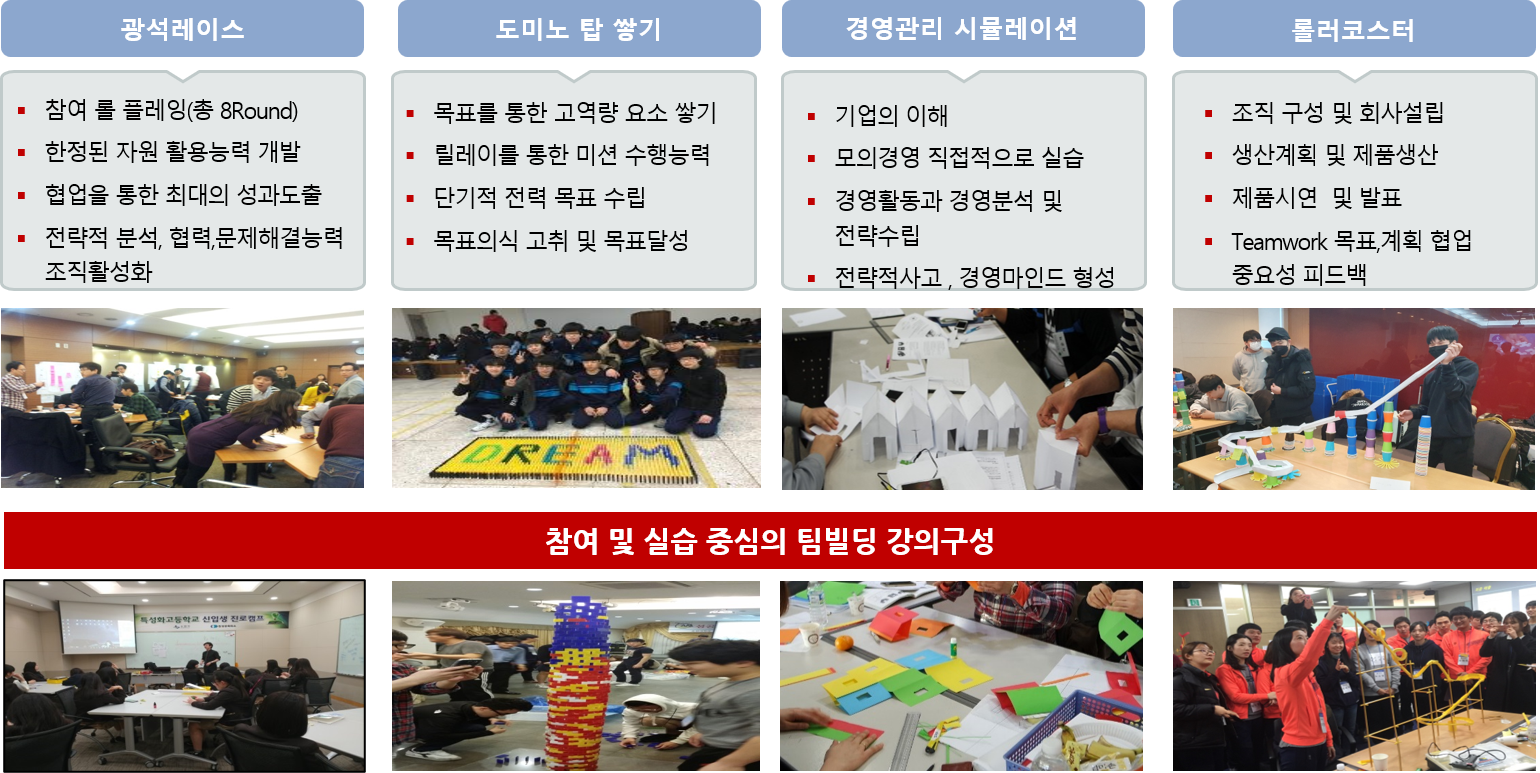 광석레이스
참여 롤 플레잉(총 8Round)
한정된 자원 활용능력 개발
협업을 통한 최대의 성과도출
전략적 분석, 협력,문제해결능력
조직활성화
도미노 탑 쌓기
목표를 통한 고역량 요소 쌓기
릴레이를 통한 미션 수행능력
단기적 전력 목표 수립
목표의식 고취 및 목표달성
경영관리 시뮬레이션
기업의 이해
모의경영 직접적으로 실습
경영활동과 경영분석 및
전략수립
전략적사고 , 경영마인드 형성
롤러코스터
조직 구성 및 회사설립
생산계획 및 제품생산
제품시연 및 발표
Teamwork 목표,계획 협업
중요성 피드백
DREAM
참여 및 실습 중심의 팀빌딩 강의구성
특성화고등학교 신입생 진로캠프